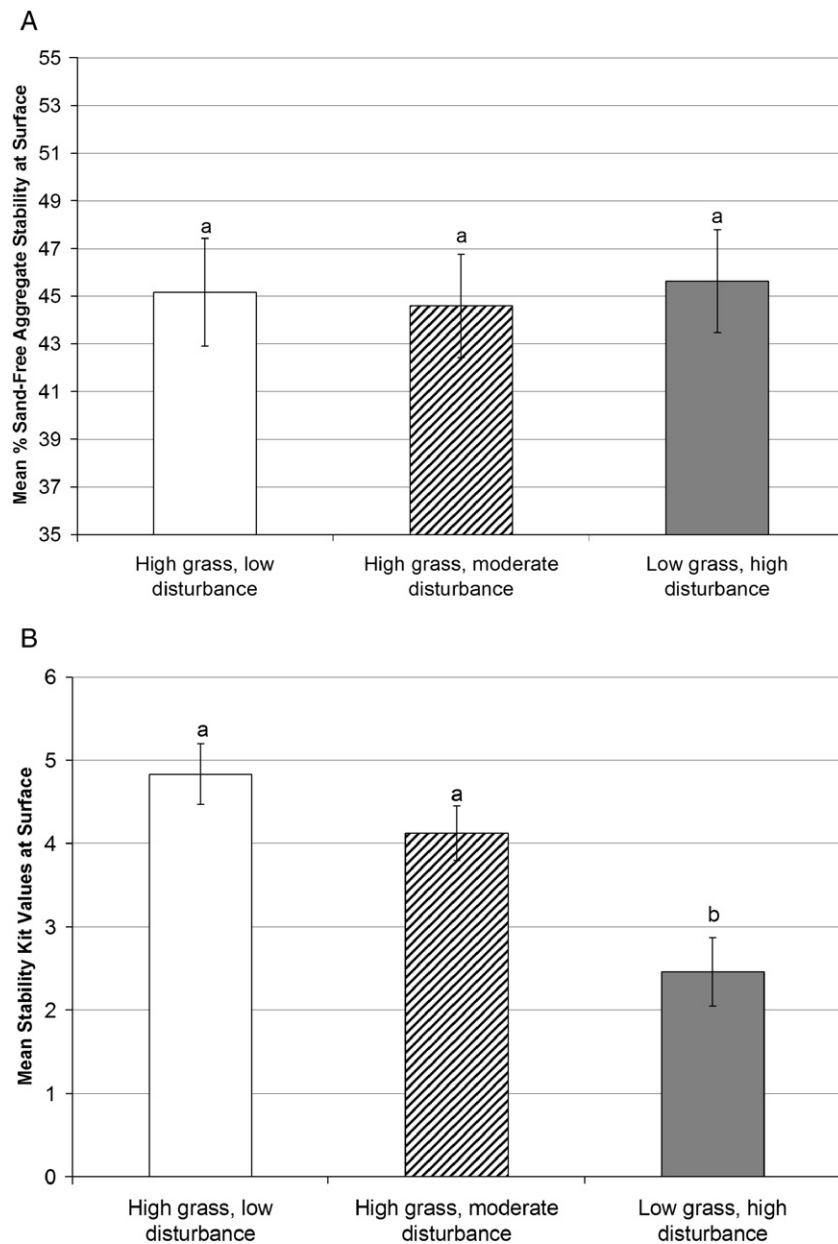 A
Mean % Sand-Free Aggregate Stability at Surface
55
53
51
49
47
45
43
41
39
37
35
a
a
a
High grass, low
disturbance
High grass, moderate
disturbance
Low grass, high
disturbance
B
Mean Stability Kit Values at Surface
6
5
4
3
2
1
0
a
a
b
High grass, low
disturbance
High grass, moderate
disturbance
Low grass, high
disturbance